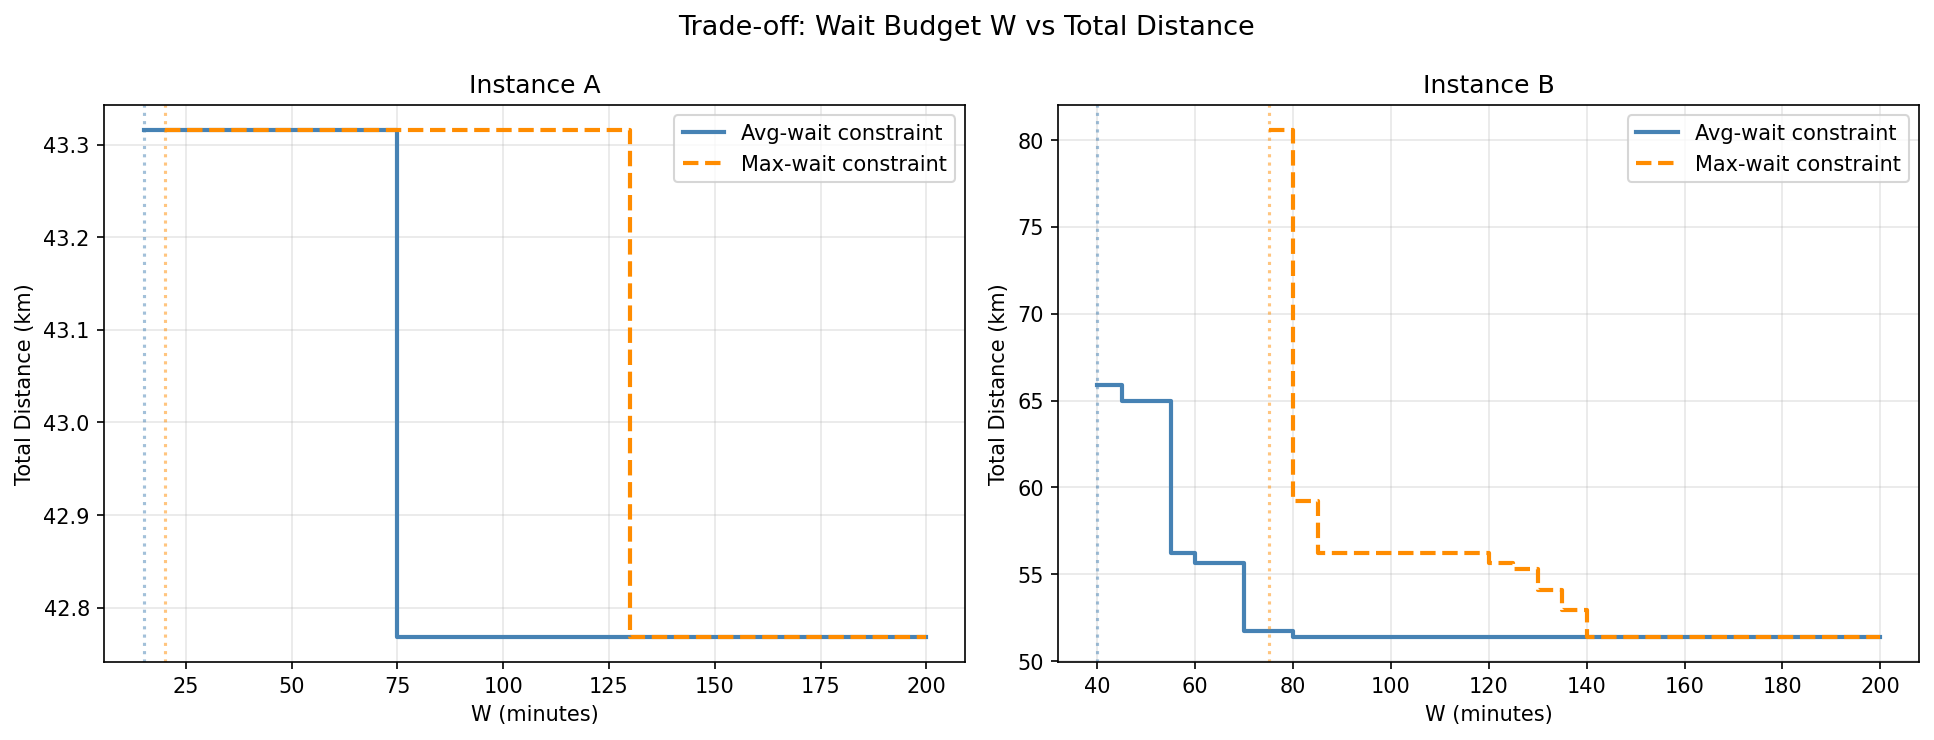 Trade-off: Wait Budget W vs Total Distance
Instance A
Total Distance (km)
43.3
43.2
43.1
43.0
42.9
42.8
Avg-wait constraint
Max-wait constraint
25 50 75 100 125 150 175 200
W (minutes)
Instance B
Total Distance (km)
80
75
70
65
60
55
50
Avg-wait constraint
Max-wait constraint
40 60 80 100 120 140 160 180 200
W (minutes)